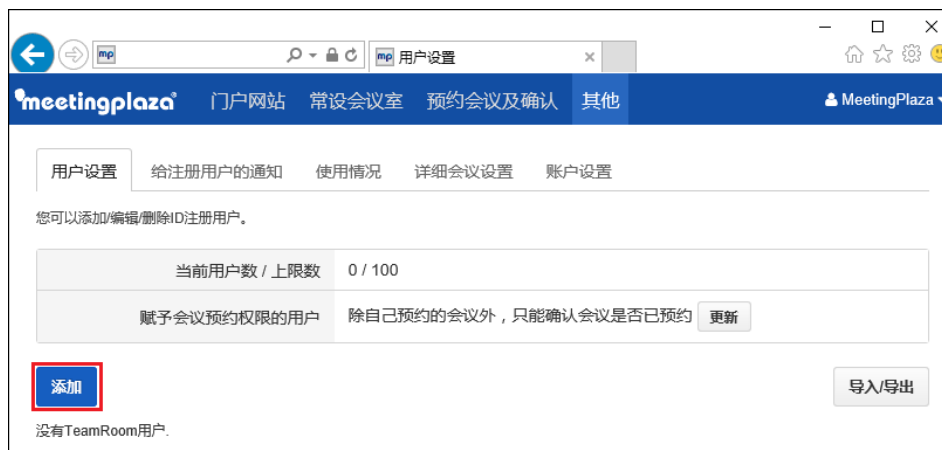 mp
mp 用户设置
meetingplaza 门户网站 常设会议室 预约会议及确认 其他 MeetingPlaza
用户设置 给注册用户的通知 使用情况 详细会议设置 账户设置
您可以添加/编辑/删除ID注册用户。
当前用户数 / 上限数 0 / 100
赋予会议预约权限的用户 除自己预约的会议外，只能确认会议是否已预约 更新
添加 导入/导出
没有TeamRoom用户.